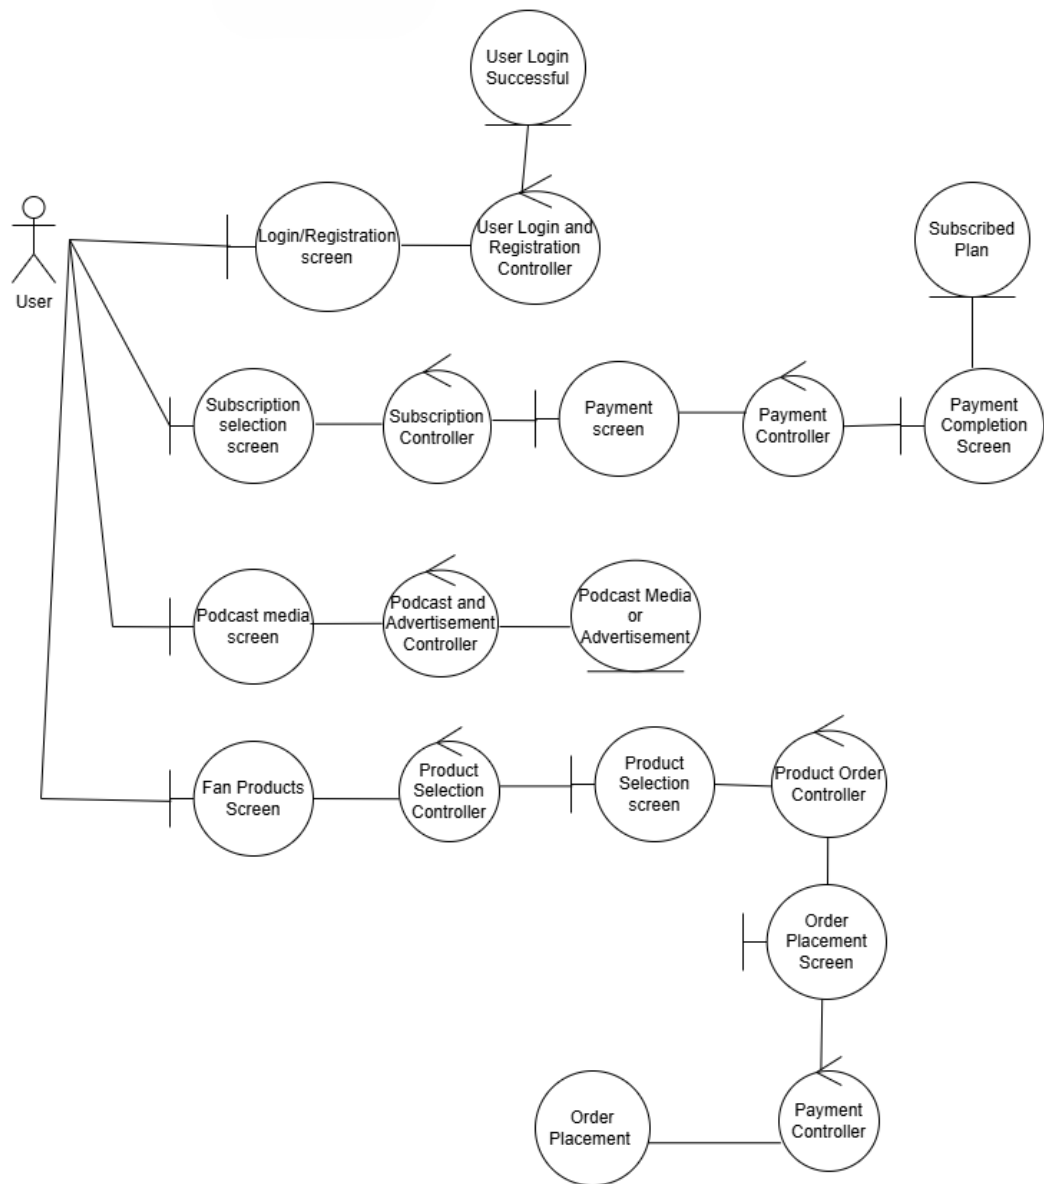 User Login
Successful
User
Login/Registration
screen
User Login and
Registration
Controller
Subscribed
Plan
Subscription
selection
screen
Subscription
Controller
Payment
screen
Payment
Controller
Payment
Completion
Screen
Podcast media
screen
Podcast and
Advertisement
Controller
Podcast Media
or
Advertisement
Fan Products
Screen
Product
Selection
Controller
Product
Selection
screen
Product Order
Controller
Order
Placement
Screen
Order
Placement
Payment
Controller